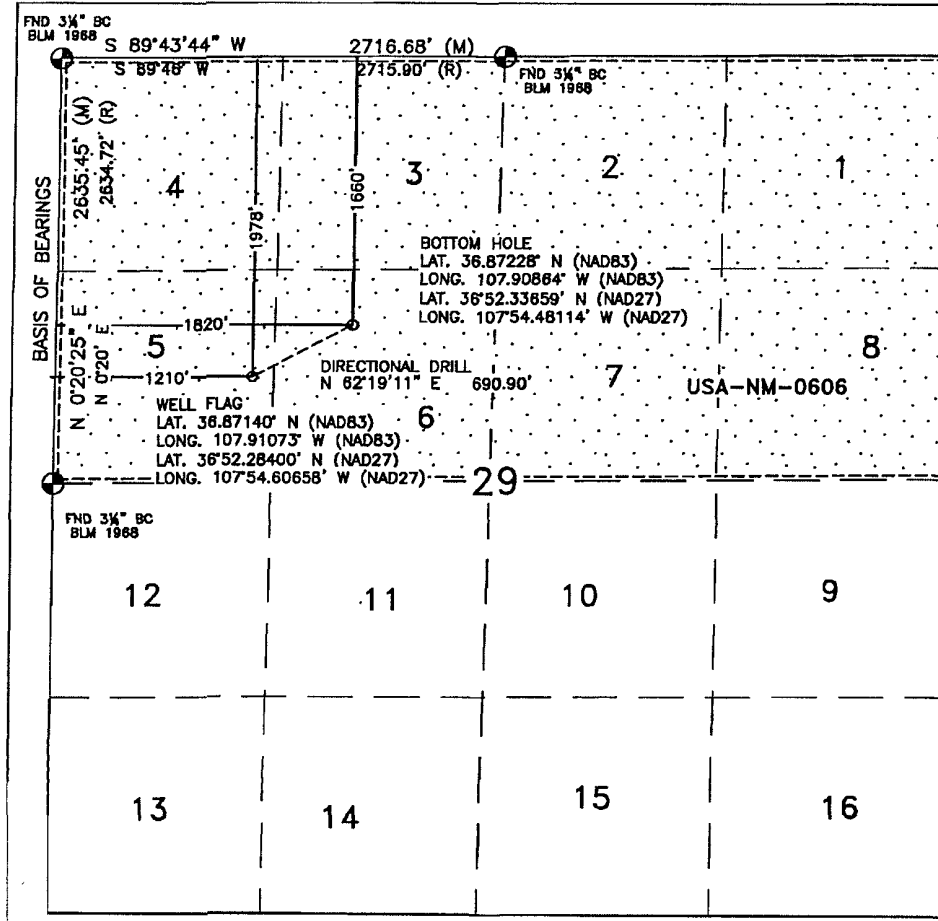 FND 3¼" BC
BLM 1968
S 89°43'44" W 2716.68' (M)
S 89°46' W 2715.90' (R)
FND 3¼" BC
BLM 1968
BASIS OF BEARINGS
N 0°20'25" E 2635.45' (M)
N 0°20' E 2634.72' (R)
4
3
2
1
1978'
1660'
BOTTOM HOLE
LAT. 36.87228° N (NAD83)
LONG. 107.90864° W (NAD83)
LAT. 36°52.33659' N (NAD27)
LONG. 107°54.48114' W (NAD27)
1820'
5
1210'
DIRECTIONAL DRILL
N 62°19'11" E 690.90'
7
8
USA-NM-0606
WELL FLAG
LAT. 36.87140° N (NAD83)
LONG. 107.91073° W (NAD83)
LAT. 36°52.28400' N (NAD27)
LONG. 107°54.60658' W (NAD27)
6
29
FND 3¼" BC
BLM 1968
12
11
10
9
13
14
15
16